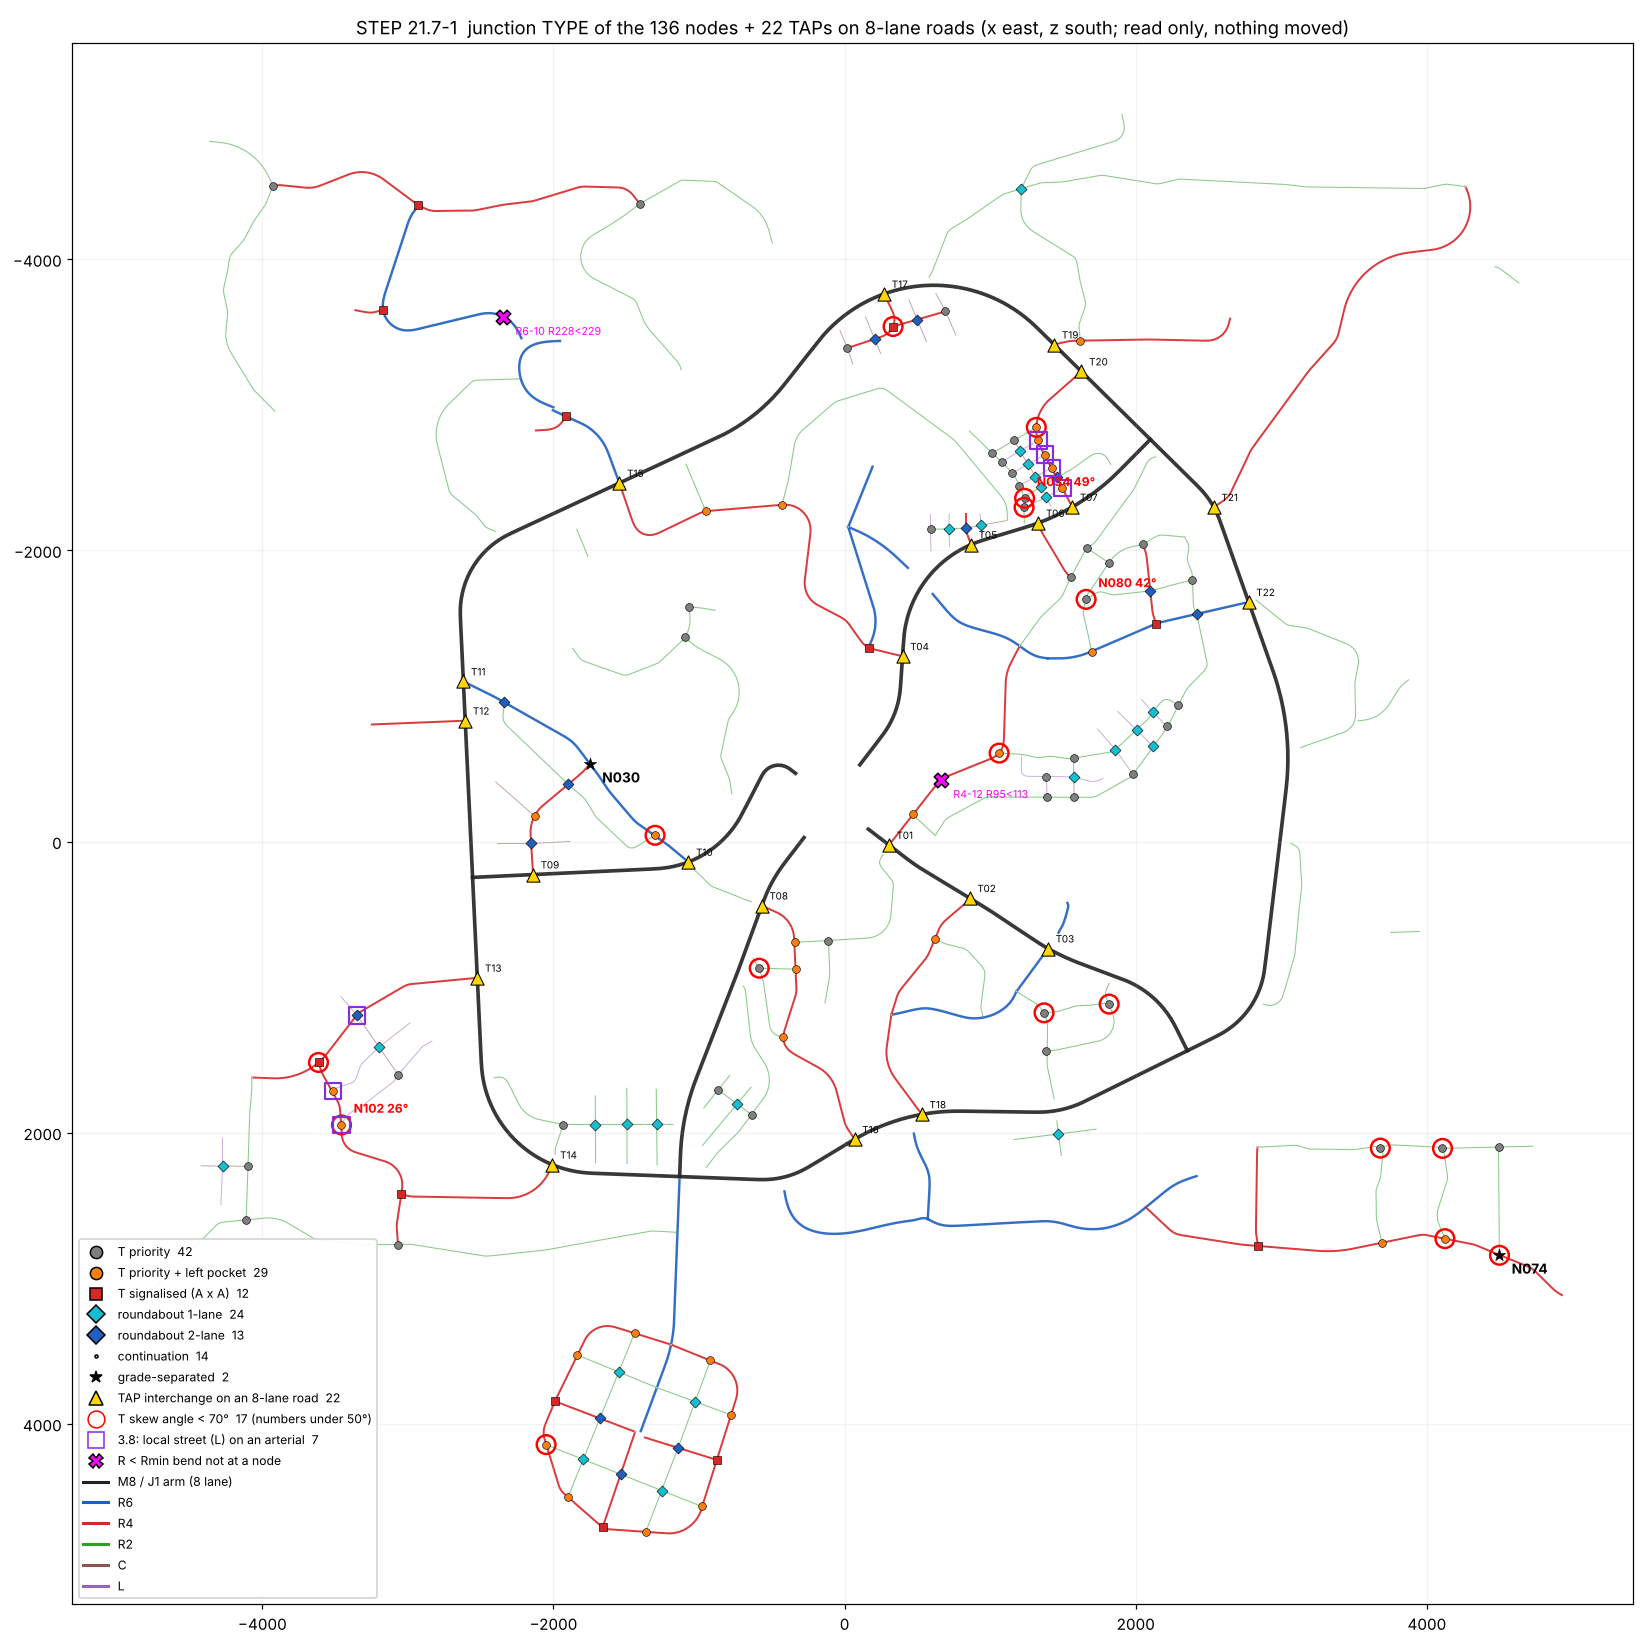 STEP 21.7-1  junction TYPE of the 136 nodes + 22 TAPs on 8-lane roads (x east, z south; read only, nothing moved)
−4000
−2000
0
2000
4000
−4000
−2000
0
2000
4000
T17
R6-10 R228<229
T19
T20
T15
N034 49°
T07
T06
T05
T21
N080 42°
T22
T04
T11
T12
N030
R4-12 R95<113
T01
T10
T09
T02
T08
T03
T13
N102 26°
T18
T16
T14
N074
T priority  42
T priority + left pocket  29
T signalised (A x A)  12
roundabout 1-lane  24
roundabout 2-lane  13
continuation  14
grade-separated  2
TAP interchange on an 8-lane road  22
T skew angle < 70°  17 (numbers under 50°)
3.8: local street (L) on an arterial  7
R < Rmin bend not at a node
M8 / J1 arm (8 lane)
R6
R4
R2
C
L